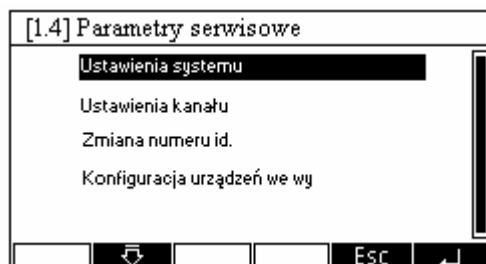 [1.4] Parametry serwisowe
Ustawienia systemu
Ustawienia kanału
Zmiana numeru id.
Konfiguracja urządzeń we wy
Esc